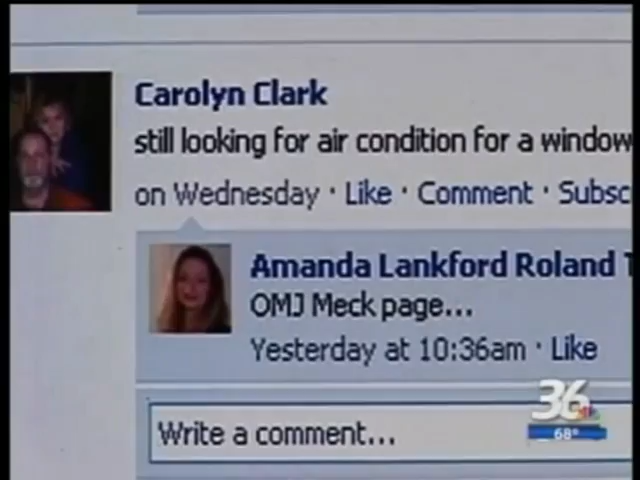 Carolyn Clark
still looking for air condition for a window
on Wednesday · Like · Comment · Subsc
Amanda Lankford Roland T
OMJ Meck page...
Yesterday at 10:36am · Like
Write a comment...
36
68°